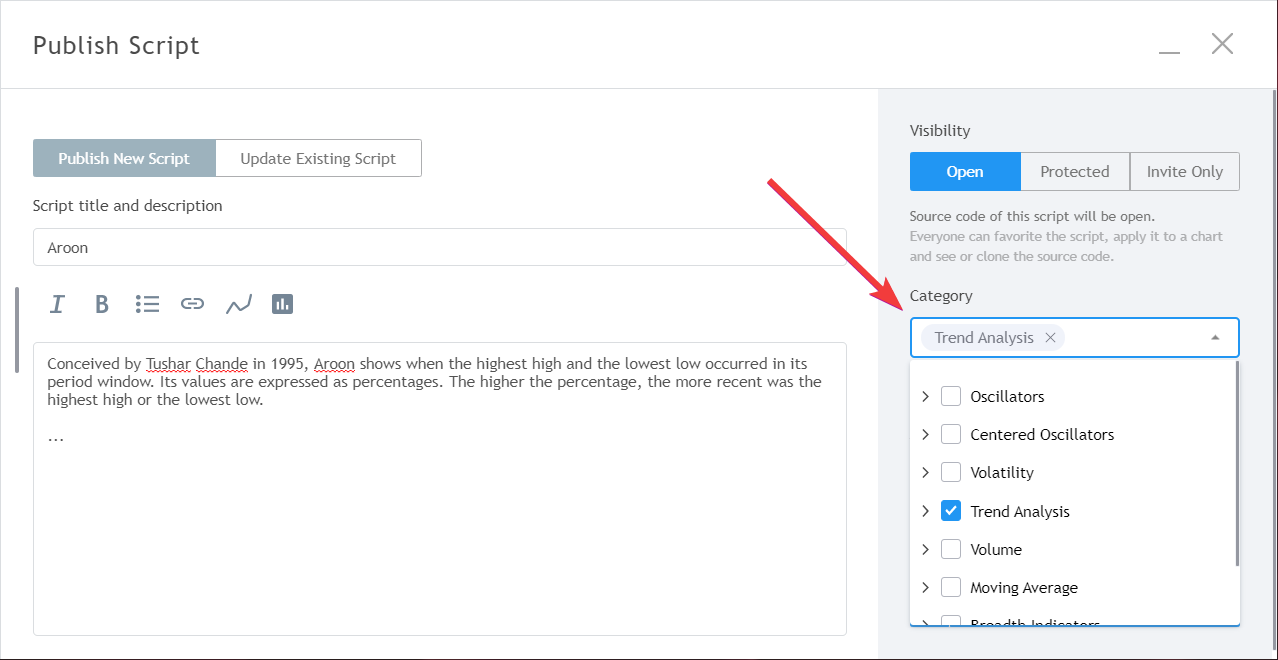 Publish Script
Publish New Script
Update Existing Script
Script title and description
Aroon
I B
Conceived by Tushar Chande in 1995, Aroon shows when the highest high and the lowest low occurred in its
period window. Its values are expressed as percentages. The higher the percentage, the more recent was the
highest high or the lowest low.
...
Visibility
Open
Protected
Invite Only
Source code of this script will be open.
Everyone can favorite the script, apply it to a chart
and see or clone the source code.
Category
Trend Analysis
Oscillators
Centered Oscillators
Volatility
Trend Analysis
Volume
Moving Average
Breadth Indicators